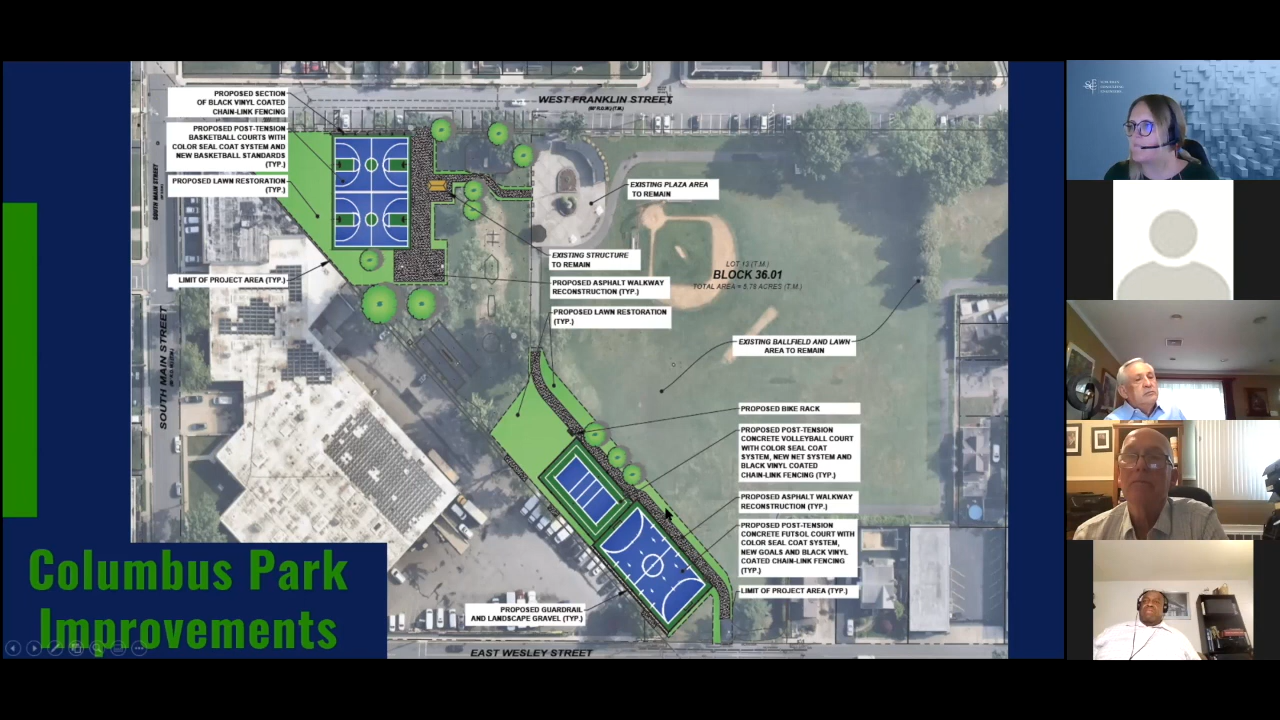 WEST FRANKLIN STREET
PROPOSED SECTION
OF BLACK VINYL COATED
CHAIN-LINK FENCING
PROPOSED POST-TENSION
BASKETBALL COURTS WITH
COLOR SEAL COAT SYSTEM AND
NEW BASKETBALL STANDARDS
(TYP.)
PROPOSED LAWN RESTORATION
(TYP.)
LIMIT OF PROJECT AREA (TYP.)
SOUTH MAIN STREET
SOUTH MAIN STREET
EXISTING PLAZA AREA
TO REMAIN
EXISTING STRUCTURE
TO REMAIN
PROPOSED ASPHALT WALKWAY
RECONSTRUCTION (TYP.)
PROPOSED LAWN RESTORATION
(TYP.)
LOT 13 (T.M.)
BLOCK 36.01
TOTAL AREA = 5.78 ACRES (T.M.)
EXISTING BALLFIELD AND LAWN
AREA TO REMAIN
PROPOSED BIKE RACK
PROPOSED POST-TENSION
CONCRETE VOLLEYBALL COURT
WITH COLOR SEAL COAT
SYSTEM, NEW NET SYSTEM AND
BLACK VINYL COATED
CHAIN-LINK FENCING (TYP.)
PROPOSED ASPHALT WALKWAY
RECONSTRUCTION (TYP.)
PROPOSED POST-TENSION
CONCRETE FUTSOL COURT WITH
COLOR SEAL COAT SYSTEM,
NEW GOALS AND BLACK VINYL
COATED CHAIN-LINK FENCING
(TYP.)
LIMIT OF PROJECT AREA (TYP.)
PROPOSED GUARDRAIL
AND LANDSCAPE GRAVEL (TYP.)
EAST WESLEY STREET
Columbus Park
Improvements